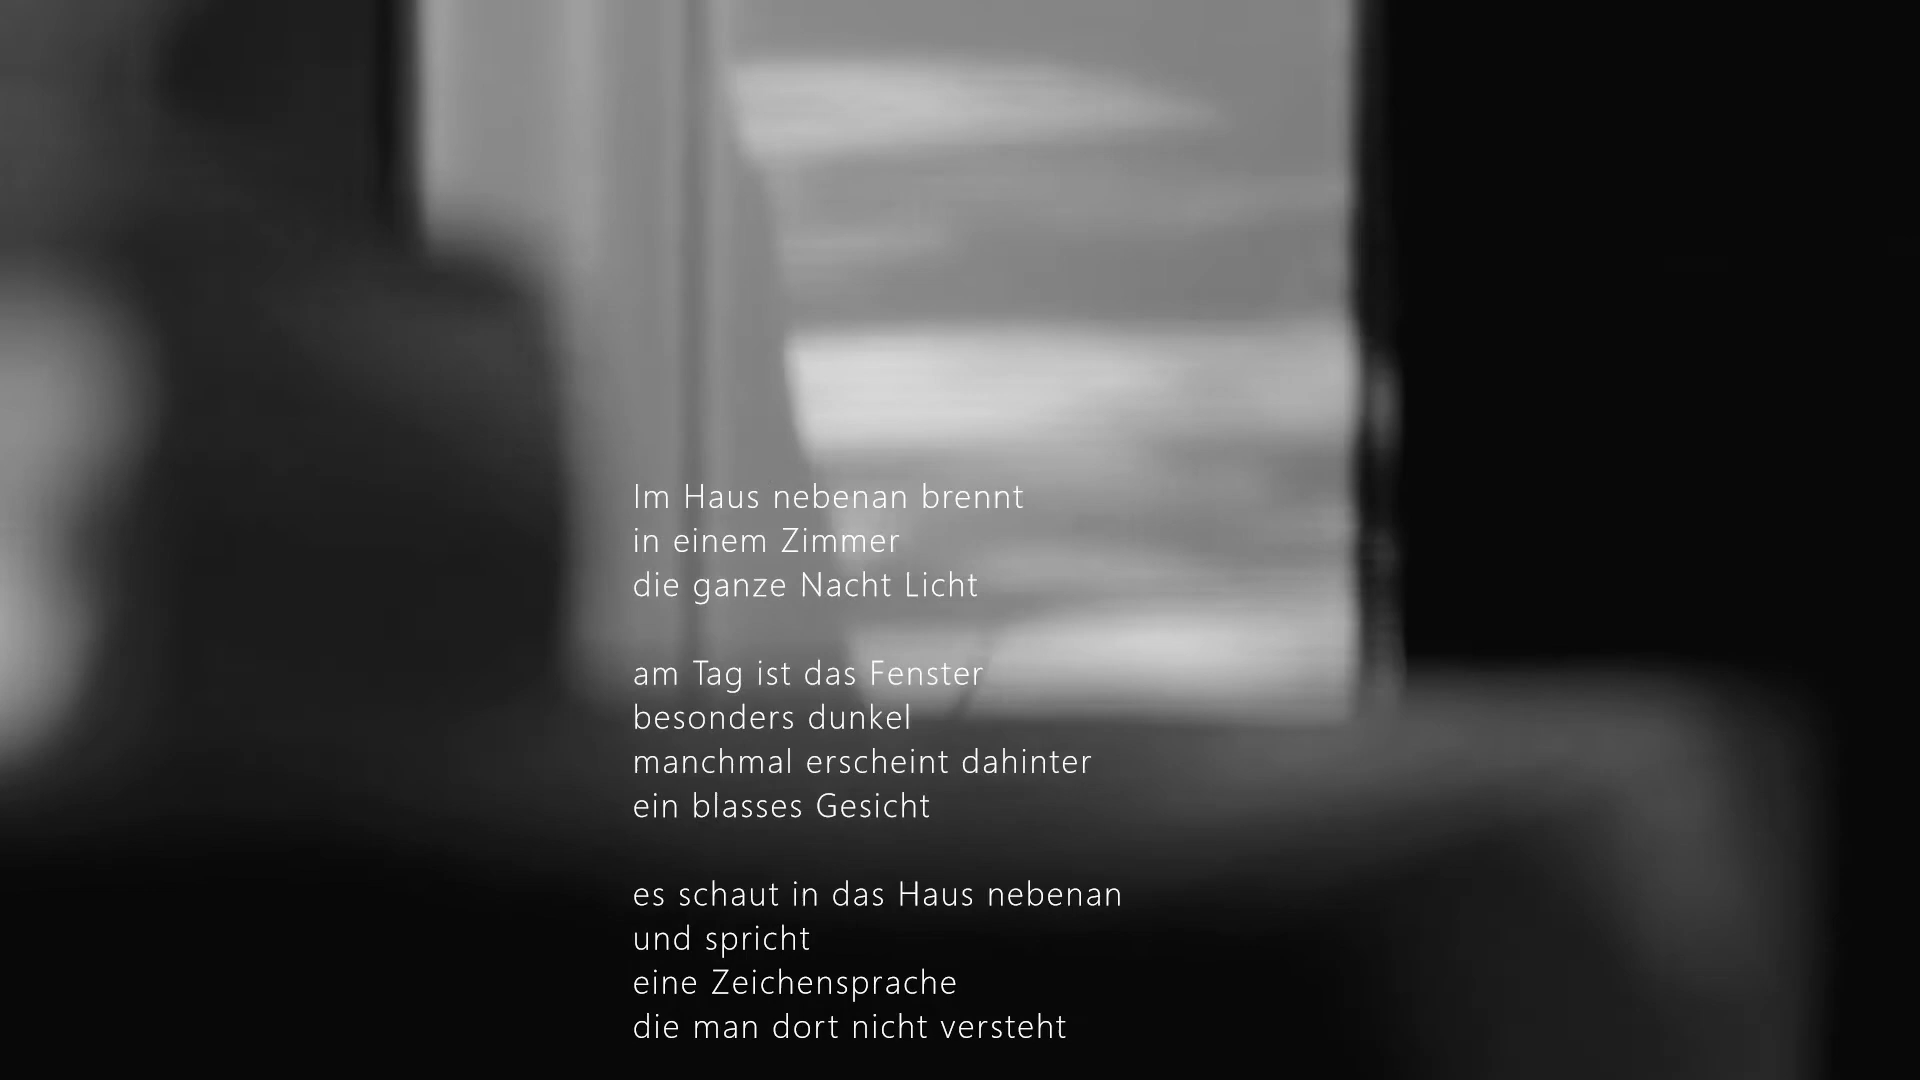 Im Haus nebenan brennt
in einem Zimmer
die ganze Nacht Licht
am Tag ist das Fenster
besonders dunkel
manchmal erscheint dahinter
ein blasses Gesicht
es schaut in das Haus nebenan
und spricht
eine Zeichensprache
die man dort nicht versteht